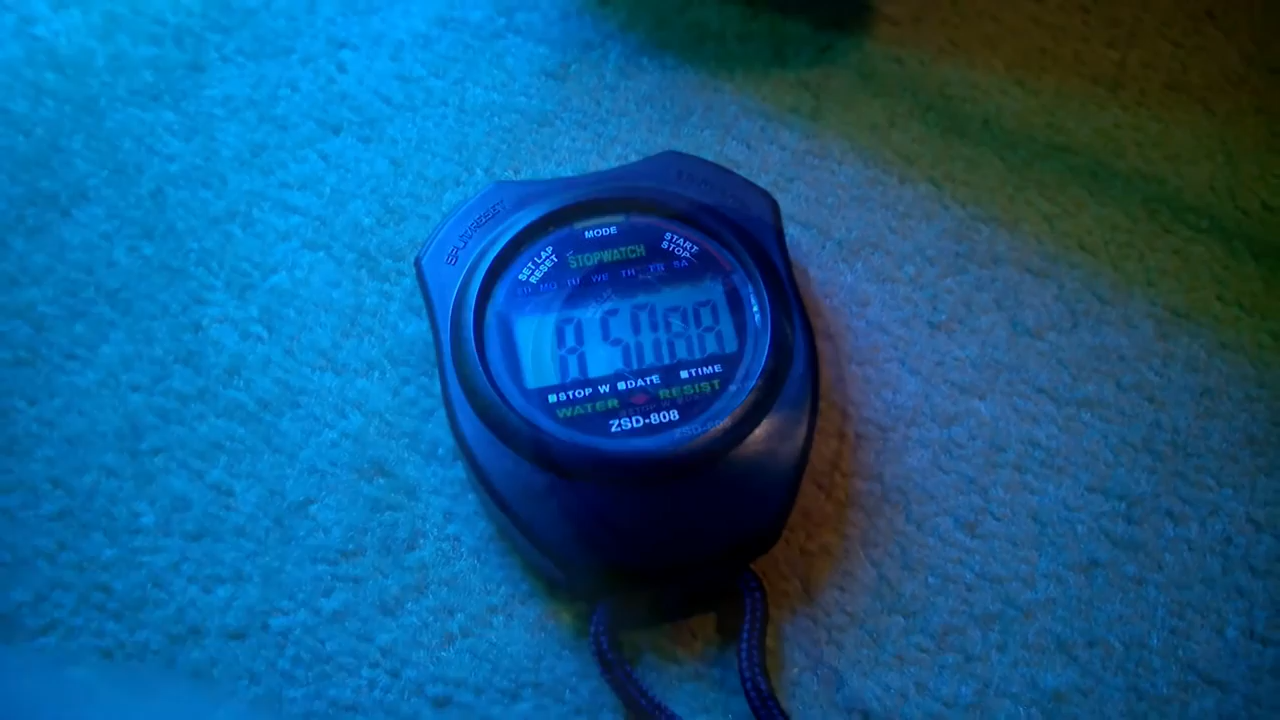 SPLIT/RESET
MODE
SET LAP
RESET
START
STOP
STOPWATCH
SU MO TU WE TH FR SA
STOP W DATE TIME
WATER RESIST
ZSD-808